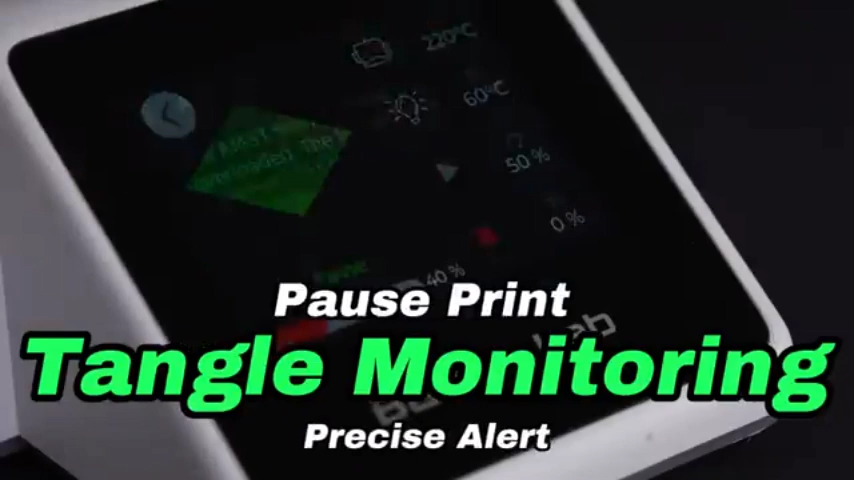 220°C
60°C
50 %
0 %
40 %
Pause Print
Tangle Monitoring
Precise Alert